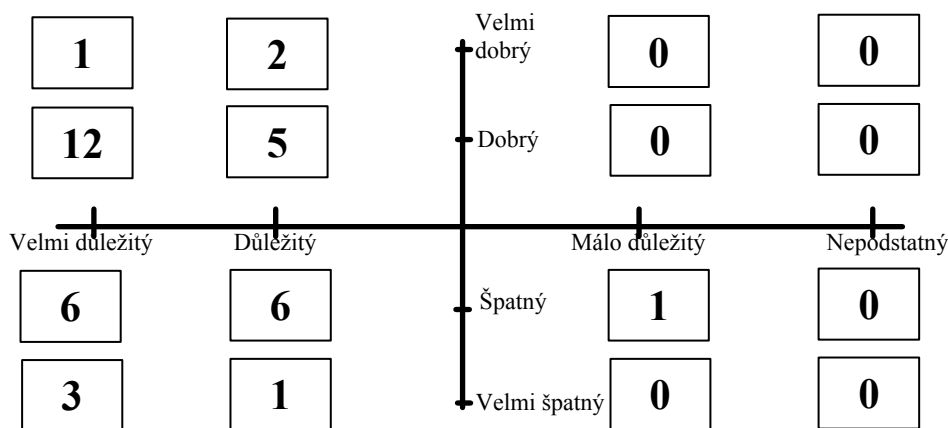 Velmi
dobrý
1 2 0 0
12 5 Dobrý 0 0
Velmi důležitý Důležitý Málo důležitý Nepodstatný
6 6 Špatný 1 0
3 1 Velmi špatný 0 0